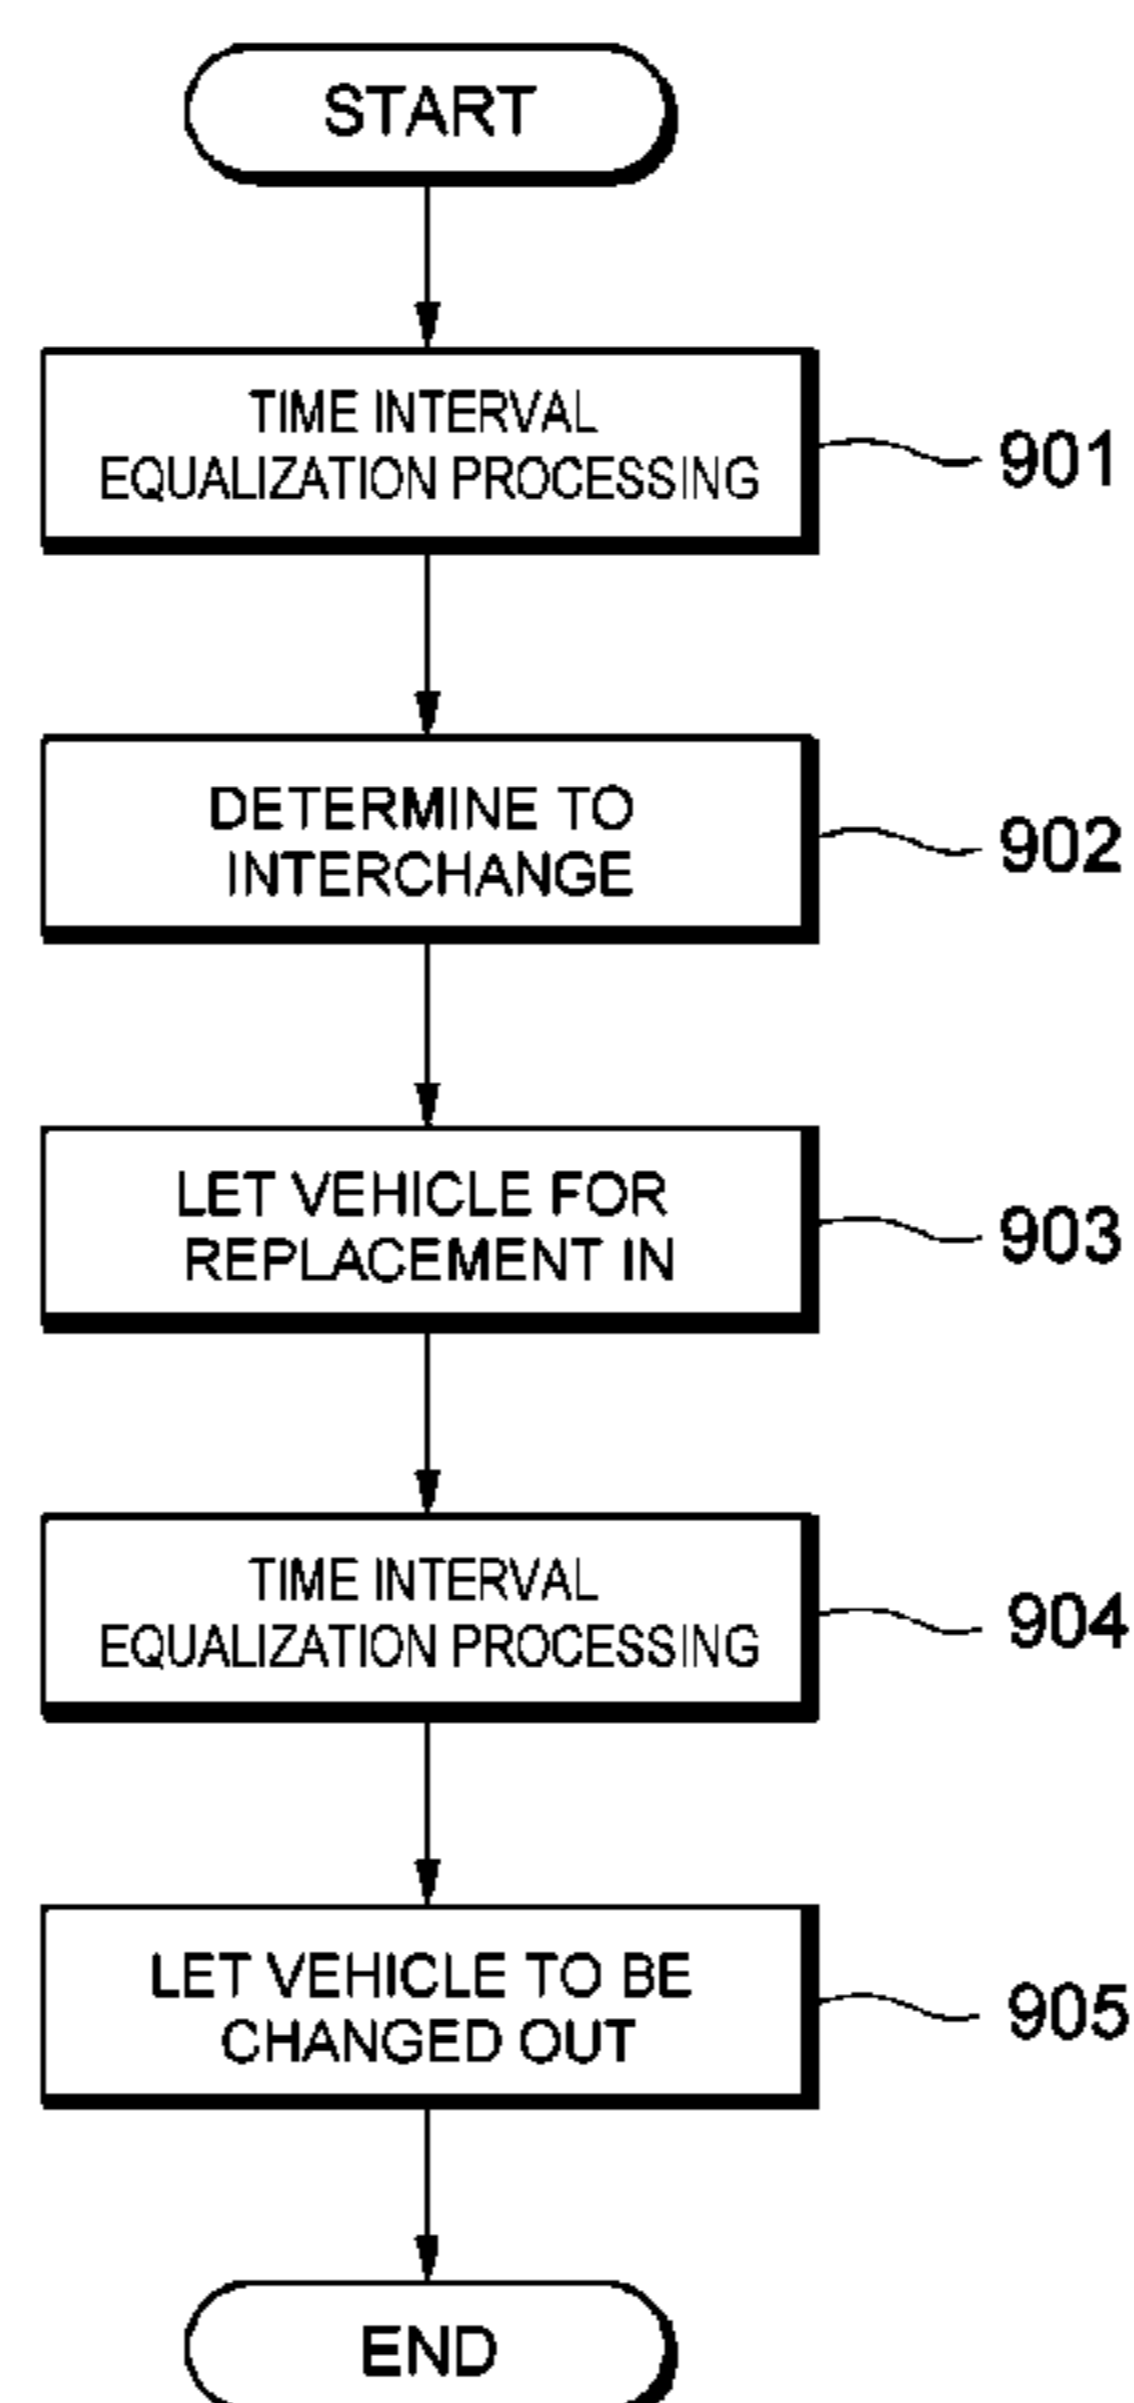 START
TIME INTERVAL
EQUALIZATION PROCESSING
901
DETERMINE TO
INTERCHANGE
902
LET VEHICLE FOR
REPLACEMENT IN
903
TIME INTERVAL
EQUALIZATION PROCESSING
904
LET VEHICLE TO BE
CHANGED OUT
905
END